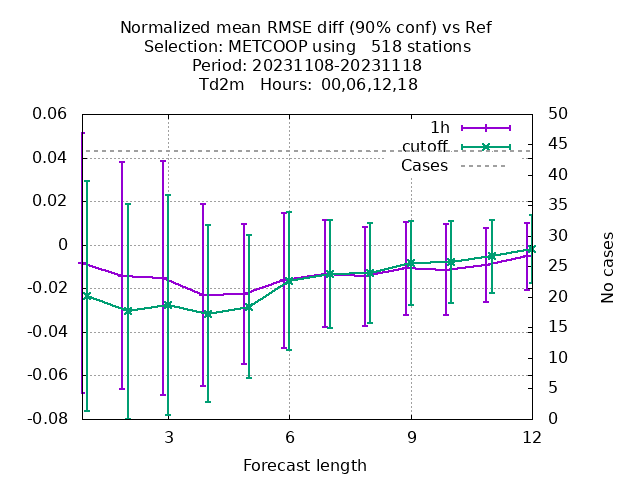 Normalized mean RMSE diff (90% conf) vs Ref
Selection: METCOOP using   518 stations
Period: 20231108-20231118
Td2m   Hours:  00,06,12,18
1h
cutoff
Cases
0.06
0.04
0.02
0
-0.02
-0.04
-0.06
-0.08
50
45
40
35
30
25
20
15
10
5
0
No cases
3
6
9
12
Forecast length